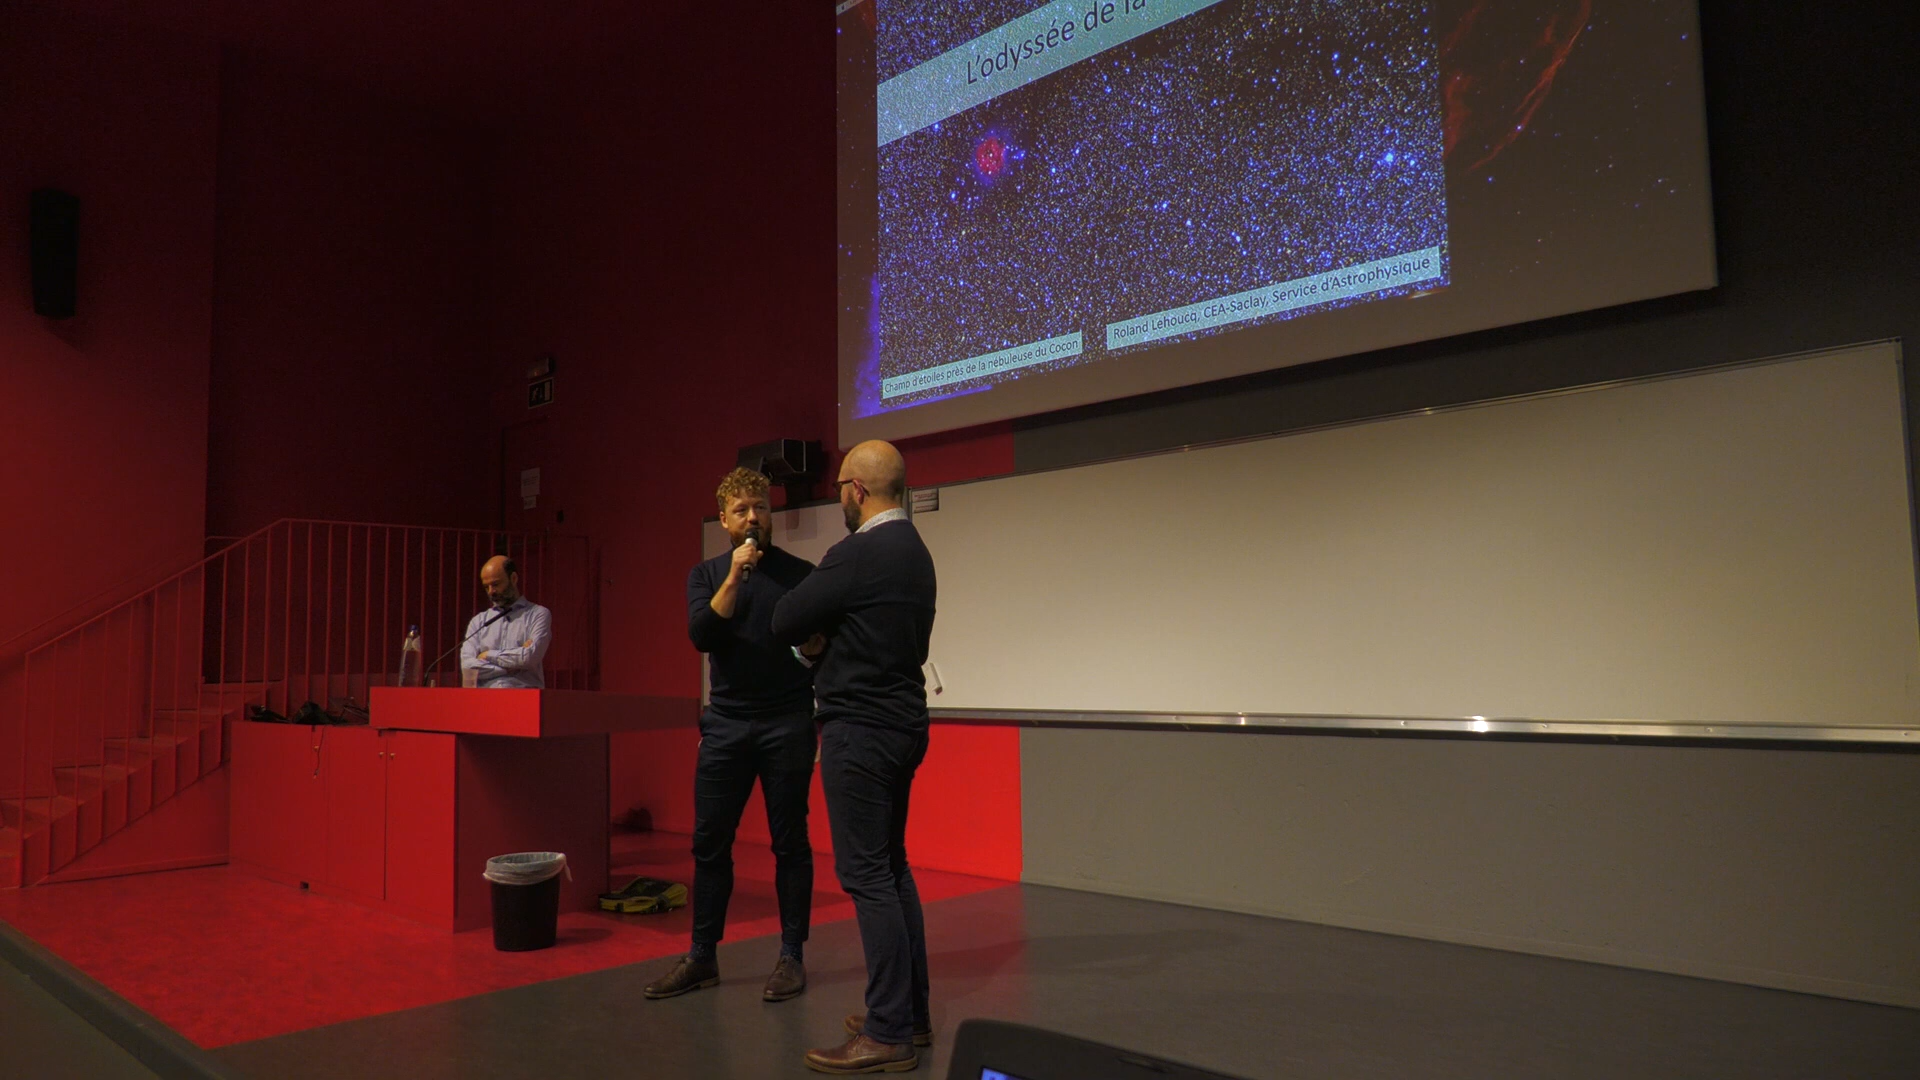 L'odyssée de la
Champ d'étoiles près de la nébuleuse du Cocon
Roland Lehoucq, CEA-Saclay, Service d'Astrophysique